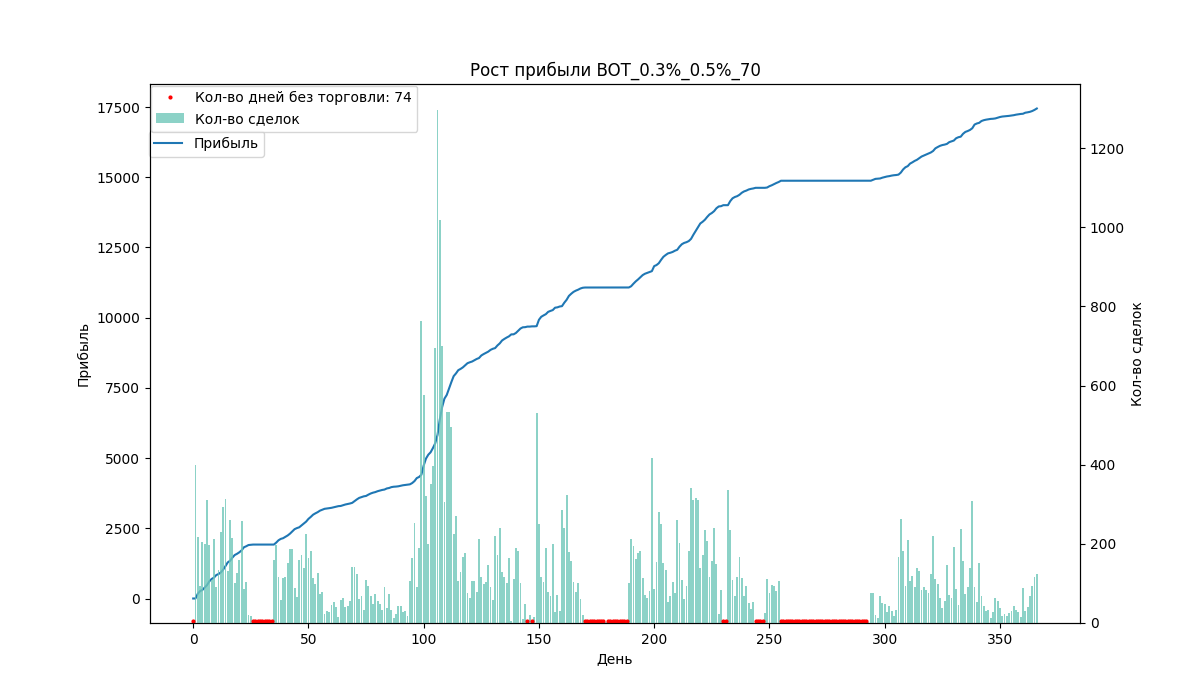 Рост прибыли BOT_0.3%_0.5%_70
Кол-во дней без торговли: 74
Кол-во сделок
Прибыль
17500
15000
12500
10000
7500
5000
2500
0
Прибыль
1200
1000
800
600
400
200
0
Кол-во сделок
0 50 100 150 200 250 300 350
День